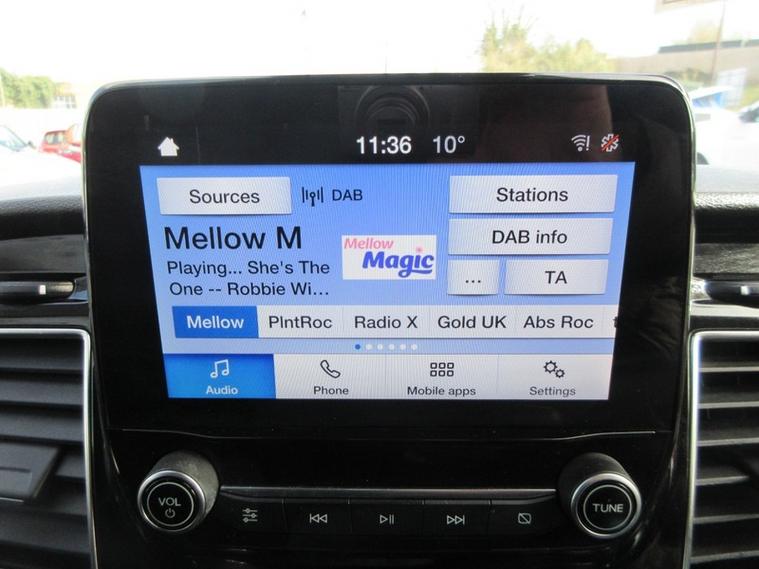 11:36 10°
Sources DAB Stations
Mellow M Mellow Magic DAB info
Playing... She's The
One -- Robbie Wi...
... TA
Mellow PlntRoc Radio X Gold UK Abs Roc
Audio Phone Mobile apps Settings
VOL TUNE